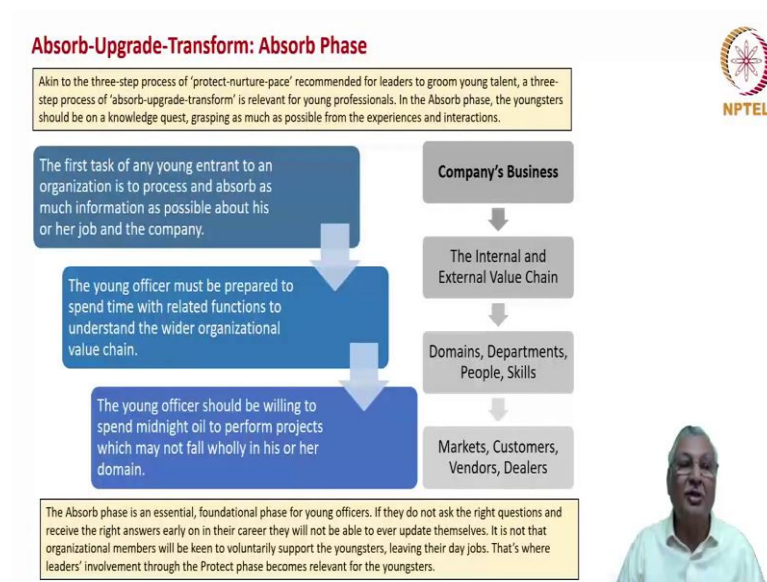 Absorb-Upgrade-Transform: Absorb Phase
Akin to the three-step process of 'protect-nurture-pace' recommended for leaders to groom young talent, a three-
step process of 'absorb-upgrade-transform' is relevant for young professionals. In the Absorb phase, the youngsters
should be on a knowledge quest, grasping as much as possible from the experiences and interactions.
NPTEL
The first task of any young entrant to an
organization is to process and absorb as
much information as possible about his
or her job and the company.
The young officer must be prepared to
spend time with related functions to
understand the wider organizational
value chain.
The young officer should be willing to
spend midnight oil to perform projects
which may not fall wholly in his or her
domain.
Company's Business
The Internal and
External Value Chain
Domains, Departments,
People, Skills
Markets, Customers,
Vendors, Dealers
The Absorb phase is an essential, foundational phase for young officers. If they do not ask the right questions and
receive the right answers early on in their career they will not be able to ever update themselves. It is not that
organizational members will be keen to voluntarily support the youngsters, leaving their day jobs. That's where
leaders' involvement through the Protect phase becomes relevant for the youngsters.